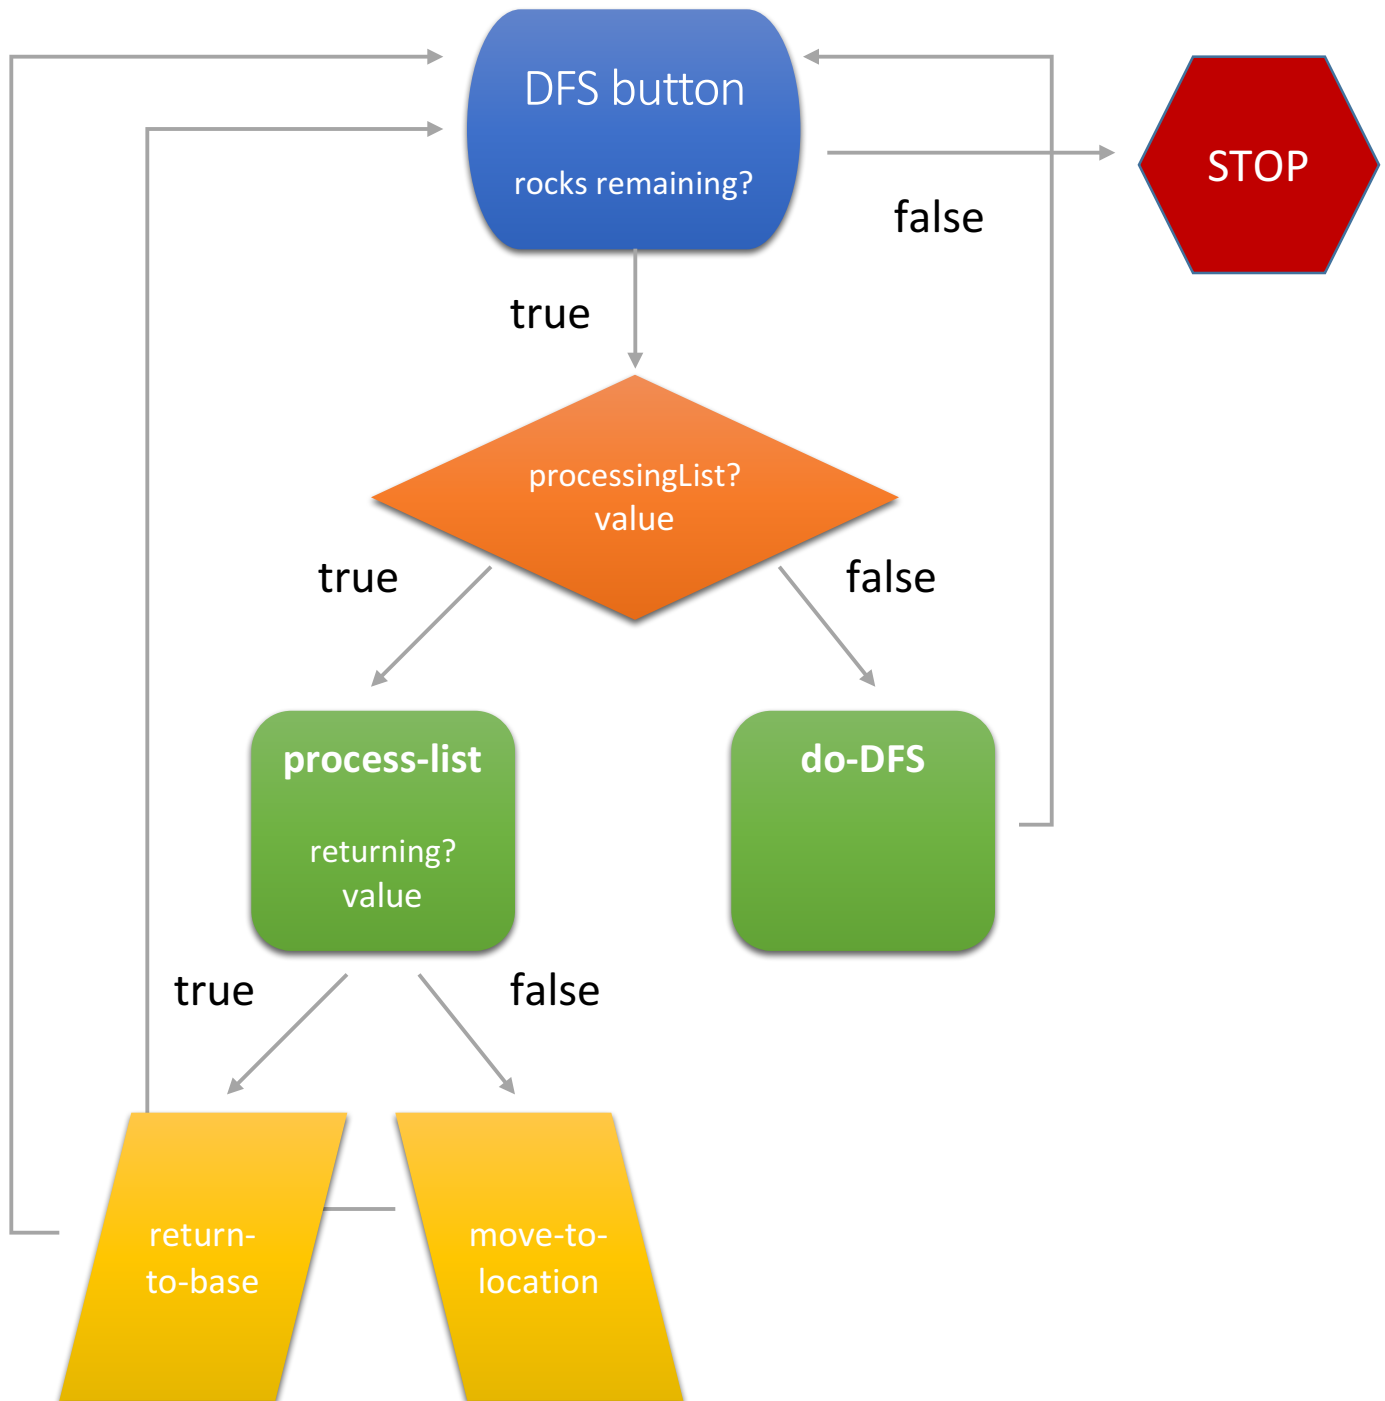 DFS button
rocks remaining?
STOP
false
true
processingList?
value
true
false
process-list
returning?
value
do-DFS
true
false
return-
to-base
move-to-
location